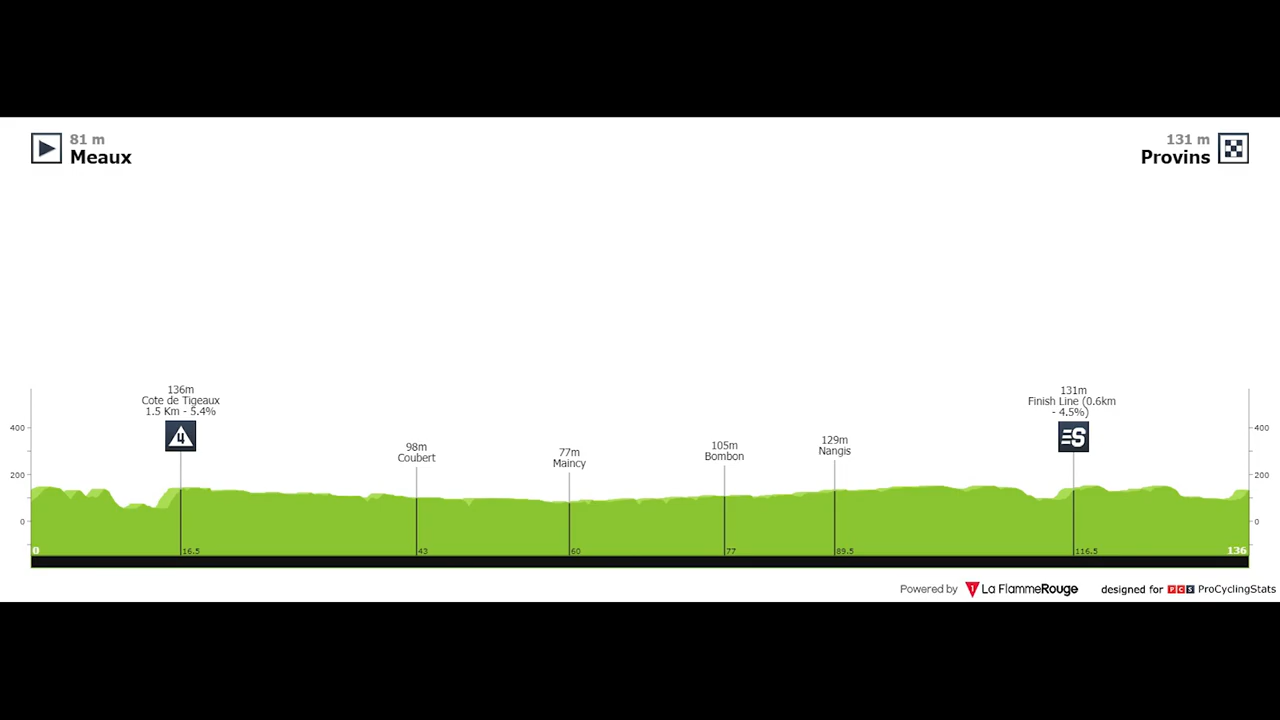 81 m
Meaux
131 m
Provins
136m
Cote de Tigeaux
1.5 Km - 5.4%
4
98m
Coubert
77m
Maincy
105m
Bombon
129m
Nangis
131m
Finish Line (0.6km
- 4.5%)
S
400
200
0
400
200
0
0
16.5
43
60
77
89.5
116.5
136
Powered by 1 La FlammeRouge designed for PCS ProCyclingStats